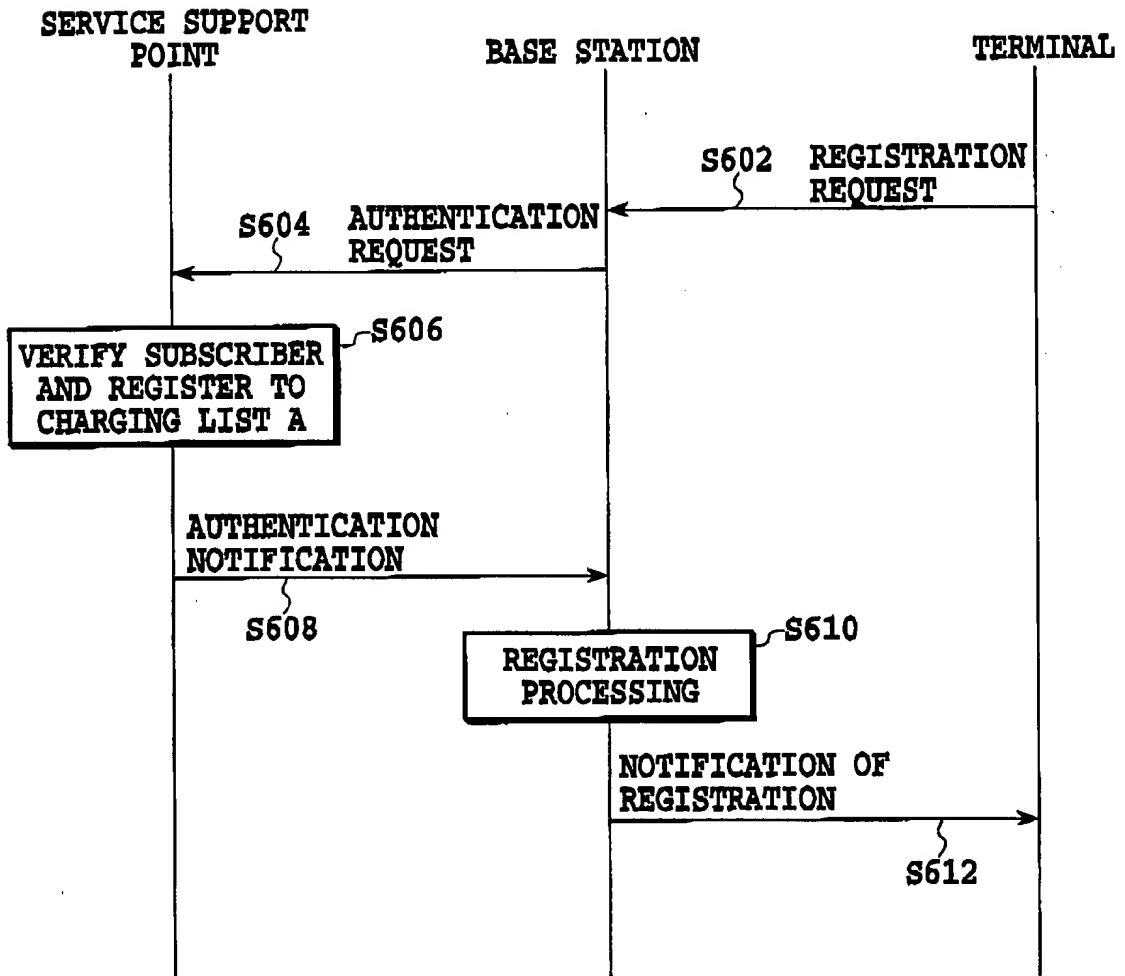 SERVICE SUPPORT
POINT
BASE STATION
TERMINAL
S602
REGISTRATION
REQUEST
S604
AUTHENTICATION
REQUEST
S606
VERIFY SUBSCRIBER
AND REGISTER TO
CHARGING LIST A
AUTHENTICATION
NOTIFICATION
S608
S610
REGISTRATION
PROCESSING
NOTIFICATION OF
REGISTRATION
S612